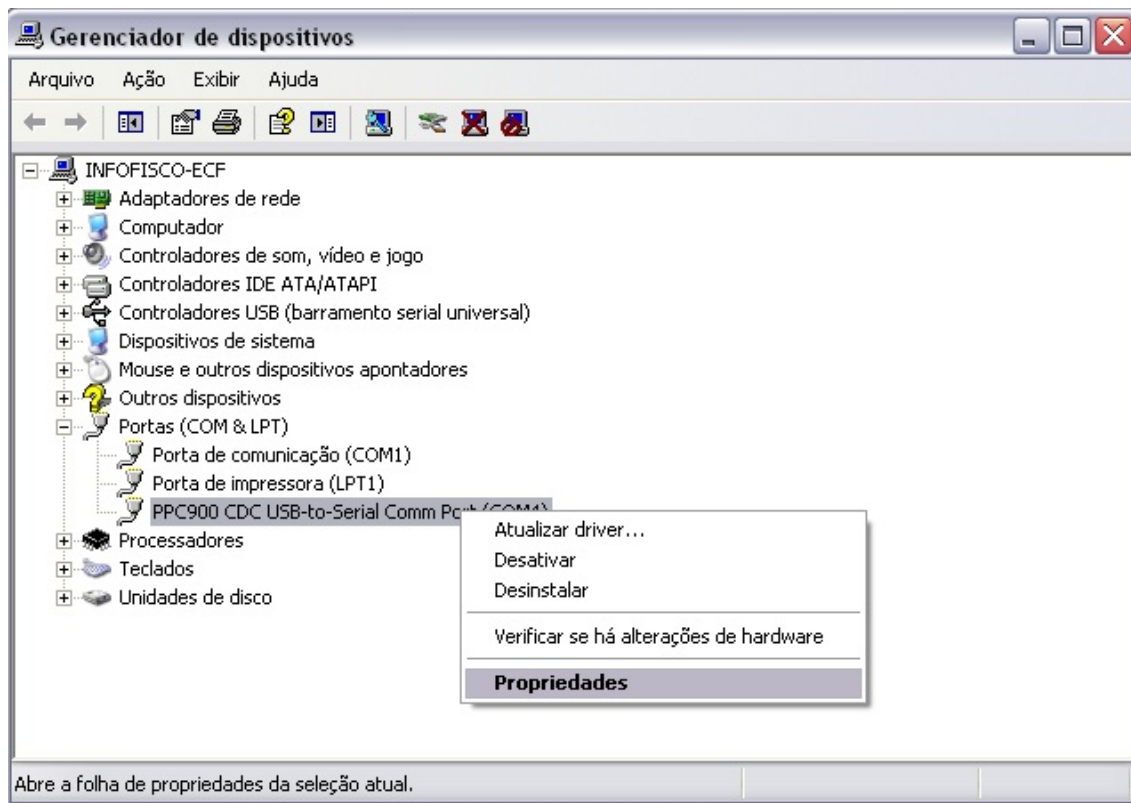 Gerenciador de dispositivos
Arquivo Ação Exibir Ajuda
INFOFISCO-ECF
Adaptadores de rede
Computador
Controladores de som, vídeo e jogo
Controladores IDE ATA/ATAPI
Controladores USB (barramento serial universal)
Dispositivos de sistema
Mouse e outros dispositivos apontadores
Outros dispositivos
Portas (COM & LPT)
Porta de comunicação (COM1)
Porta de impressora (LPT1)
PPC900 CDC USB-to-Serial Comm Port
Processadores
Teclados
Unidades de disco
Atualizar driver...
Desativar
Desinstalar
Verificar se há alterações de hardware
Propriedades
Abre a folha de propriedades da seleção atual.